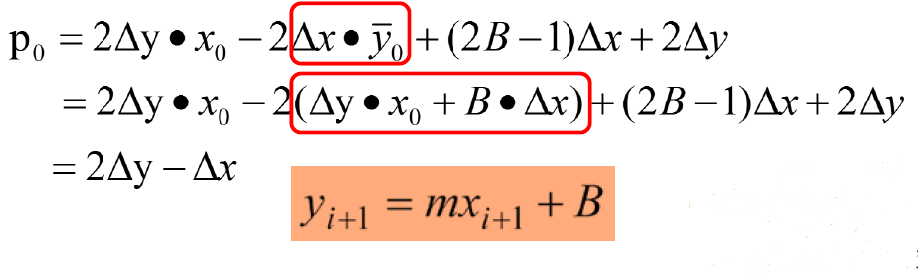 p₀ = 2Δy • x₀ − 2Δx • y̅₀ + (2B − 1)Δx + 2Δy
= 2Δy • x₀ − 2(Δy • x₀ + B • Δx) + (2B − 1)Δx + 2Δy
= 2Δy − Δx
yᵢ₊₁ = mxᵢ₊₁ + B